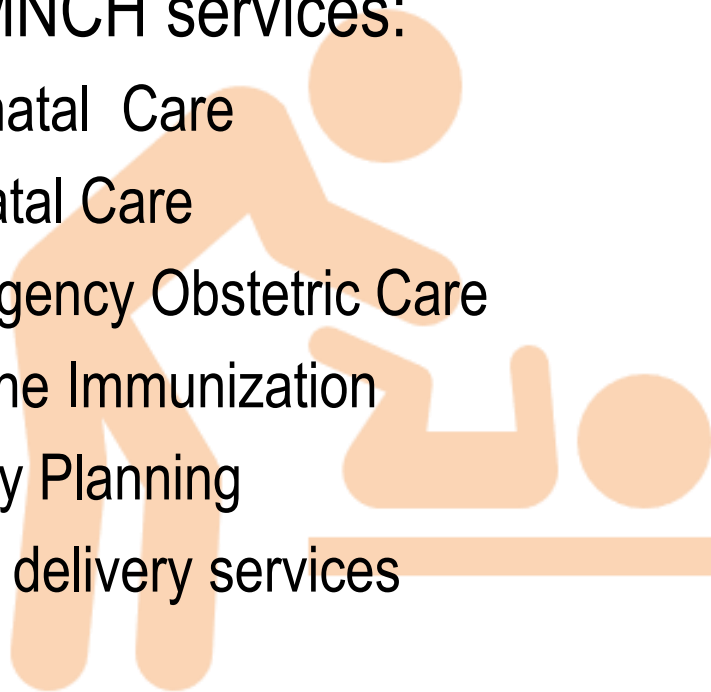 MNCH services:
natal Care
atal Care
gency Obstetric Care
ne Immunization
y Planning
delivery services